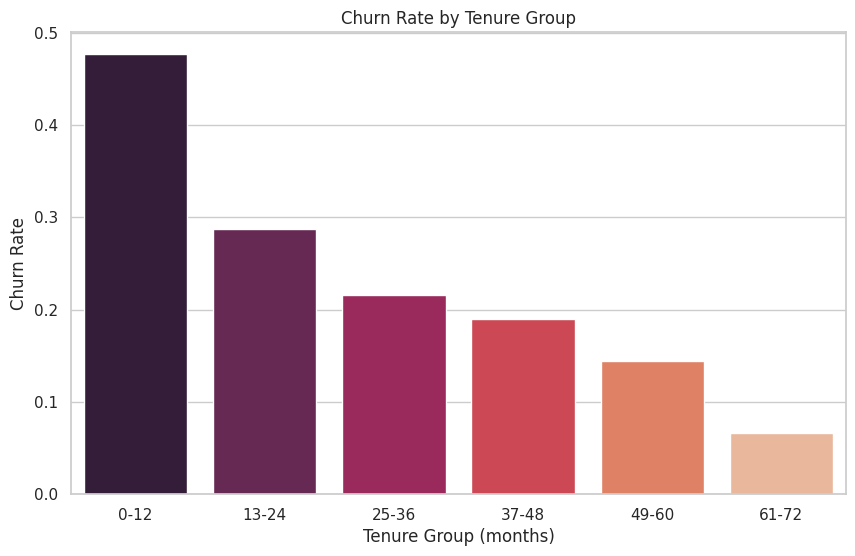 Churn Rate by Tenure Group
0.5
0.4
0.3
0.2
0.1
0.0
Churn Rate
0-12 13-24 25-36 37-48 49-60 61-72
Tenure Group (months)